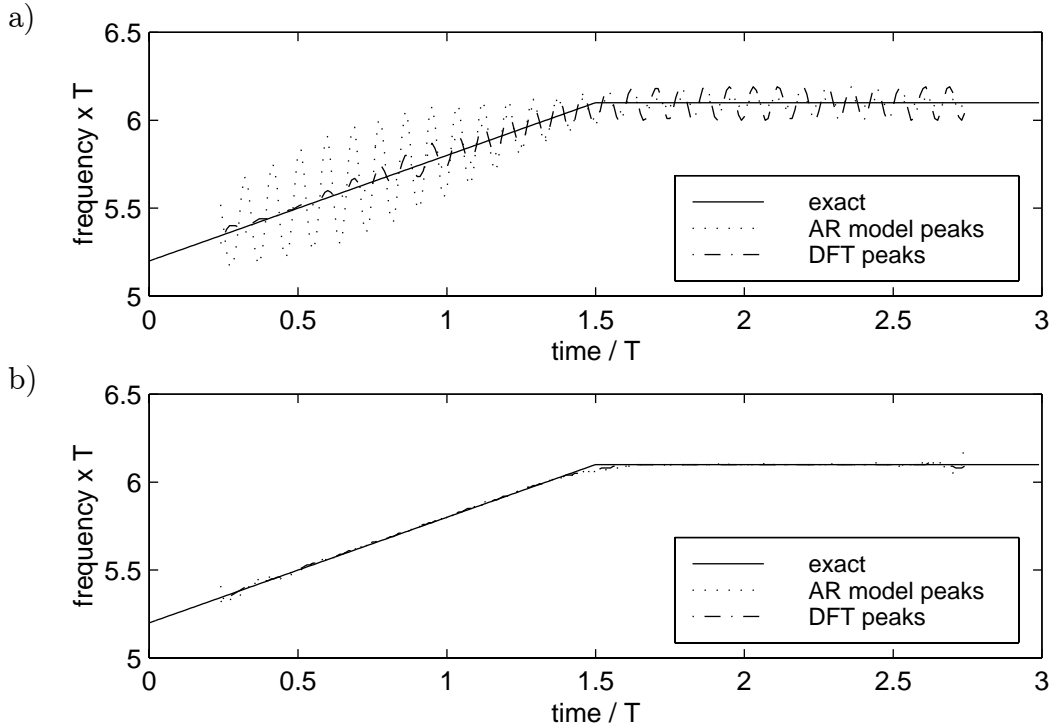 a)
6.5
6
5.5
5
frequency x T
exact
AR model peaks
DFT peaks
0 0.5 1 1.5 2 2.5 3
time / T
b)
6.5
6
5.5
5
frequency x T
exact
AR model peaks
DFT peaks
0 0.5 1 1.5 2 2.5 3
time / T